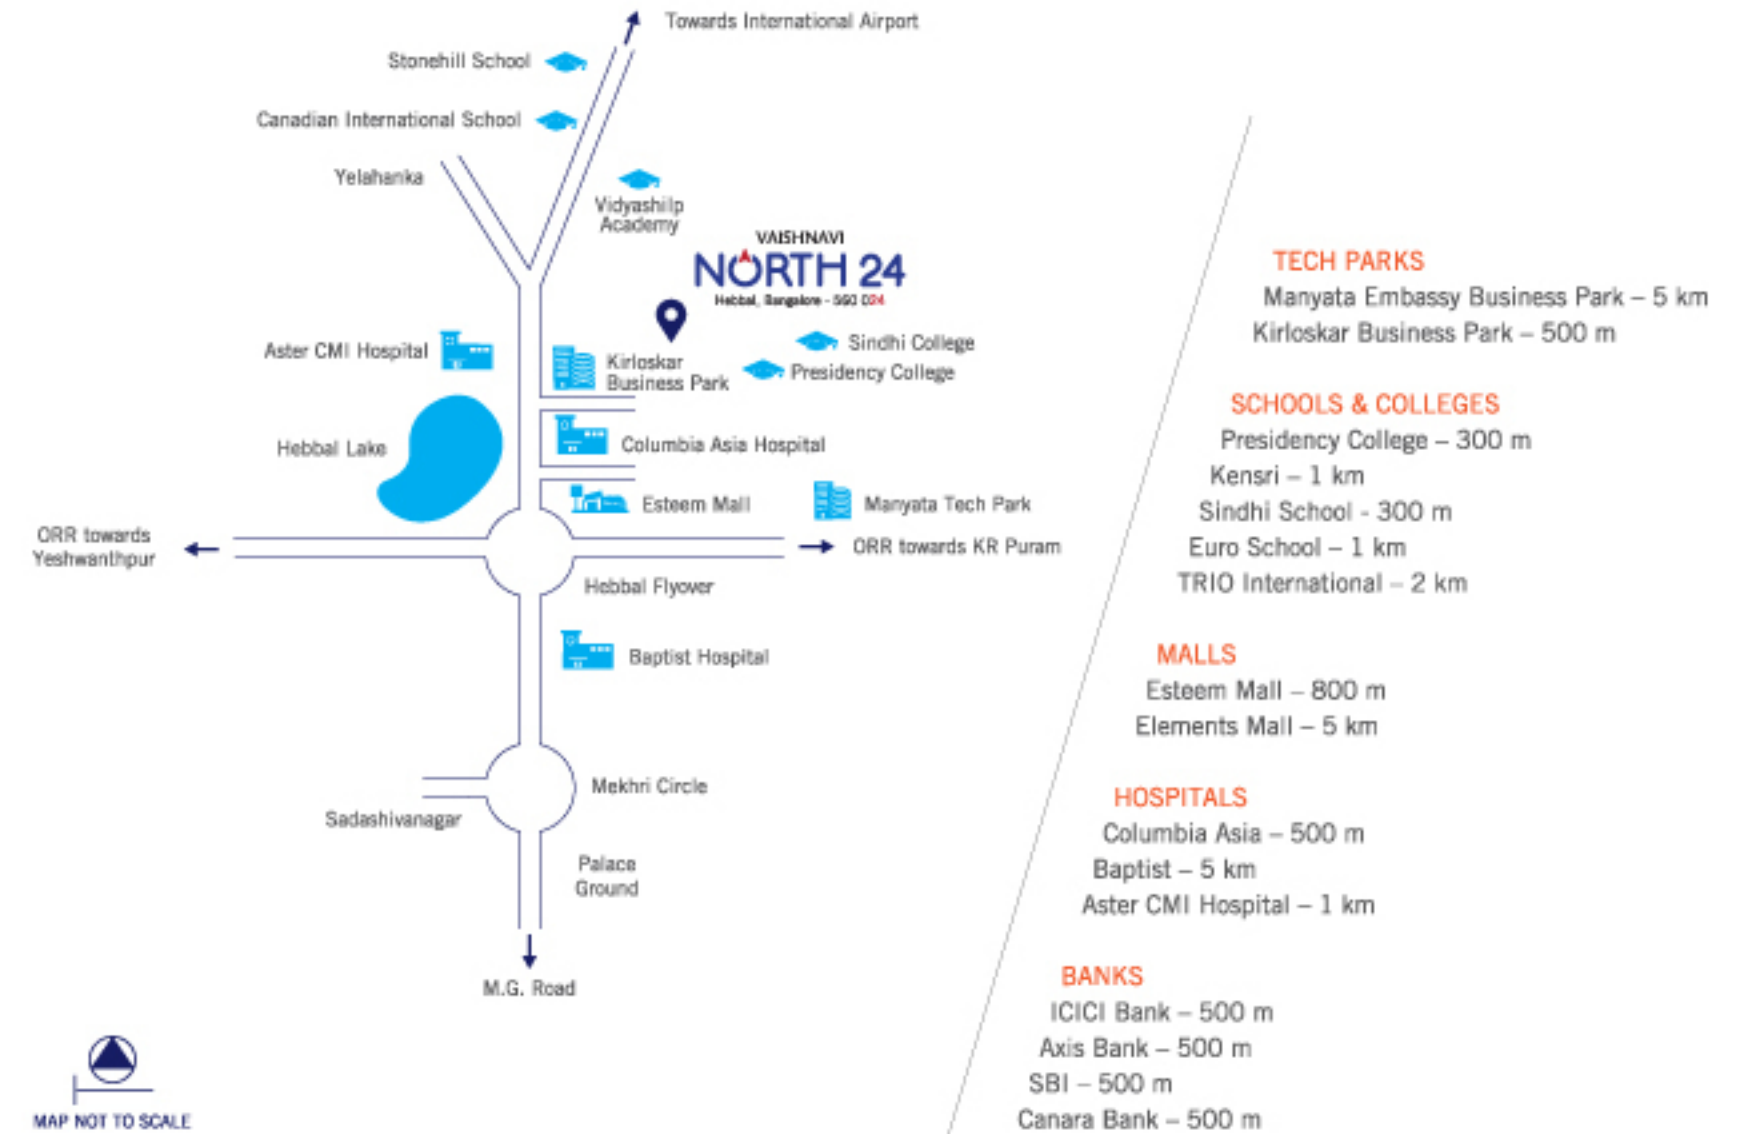 Towards International Airport
Stonehill School
Canadian International School
Yelahanka
Vidyashilp
Academy
VAISHNAVI
NORTH 24
Hebbal, Bangalore - 560 024
Aster CMI Hospital
Kirloskar
Business Park
Sindhi College
Presidency College
Hebbal Lake
Columbia Asia Hospital
Esteem Mall
Manyata Tech Park
ORR towards
Yeshwanthpur
ORR towards KR Puram
Hebbal Flyover
Baptist Hospital
Mekhri Circle
Sadashivanagar
Palace
Ground
M.G. Road
MAP NOT TO SCALE
TECH PARKS
Manyata Embassy Business Park – 5 km
Kirloskar Business Park – 500 m
SCHOOLS & COLLEGES
Presidency College – 300 m
Kensri – 1 km
Sindhi School - 300 m
Euro School – 1 km
TRIO International – 2 km
MALLS
Esteem Mall – 800 m
Elements Mall – 5 km
HOSPITALS
Columbia Asia – 500 m
Baptist – 5 km
Aster CMI Hospital – 1 km
BANKS
ICICI Bank – 500 m
Axis Bank – 500 m
SBI – 500 m
Canara Bank – 500 m